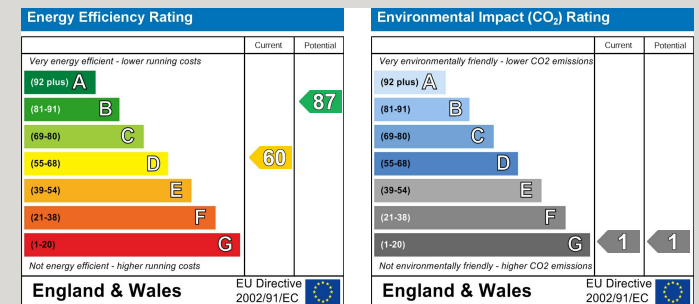 Energy Efficiency Rating
Current Potential
Very energy efficient - lower running costs
(92 plus) A
(81-91) B
87
(69-80) C
(55-68) D
60
(39-54) E
(21-38) F
(1-20) G
Not energy efficient - higher running costs
England & Wales
EU Directive
2002/91/EC
Environmental Impact (CO₂) Rating
Current Potential
Very environmentally friendly - lower CO2 emissions
(92 plus) A
(81-91) B
(69-80) C
(55-68) D
(39-54) E
(21-38) F
(1-20) G
1 1
Not environmentally friendly - higher CO2 emissions
England & Wales
EU Directive
2002/91/EC